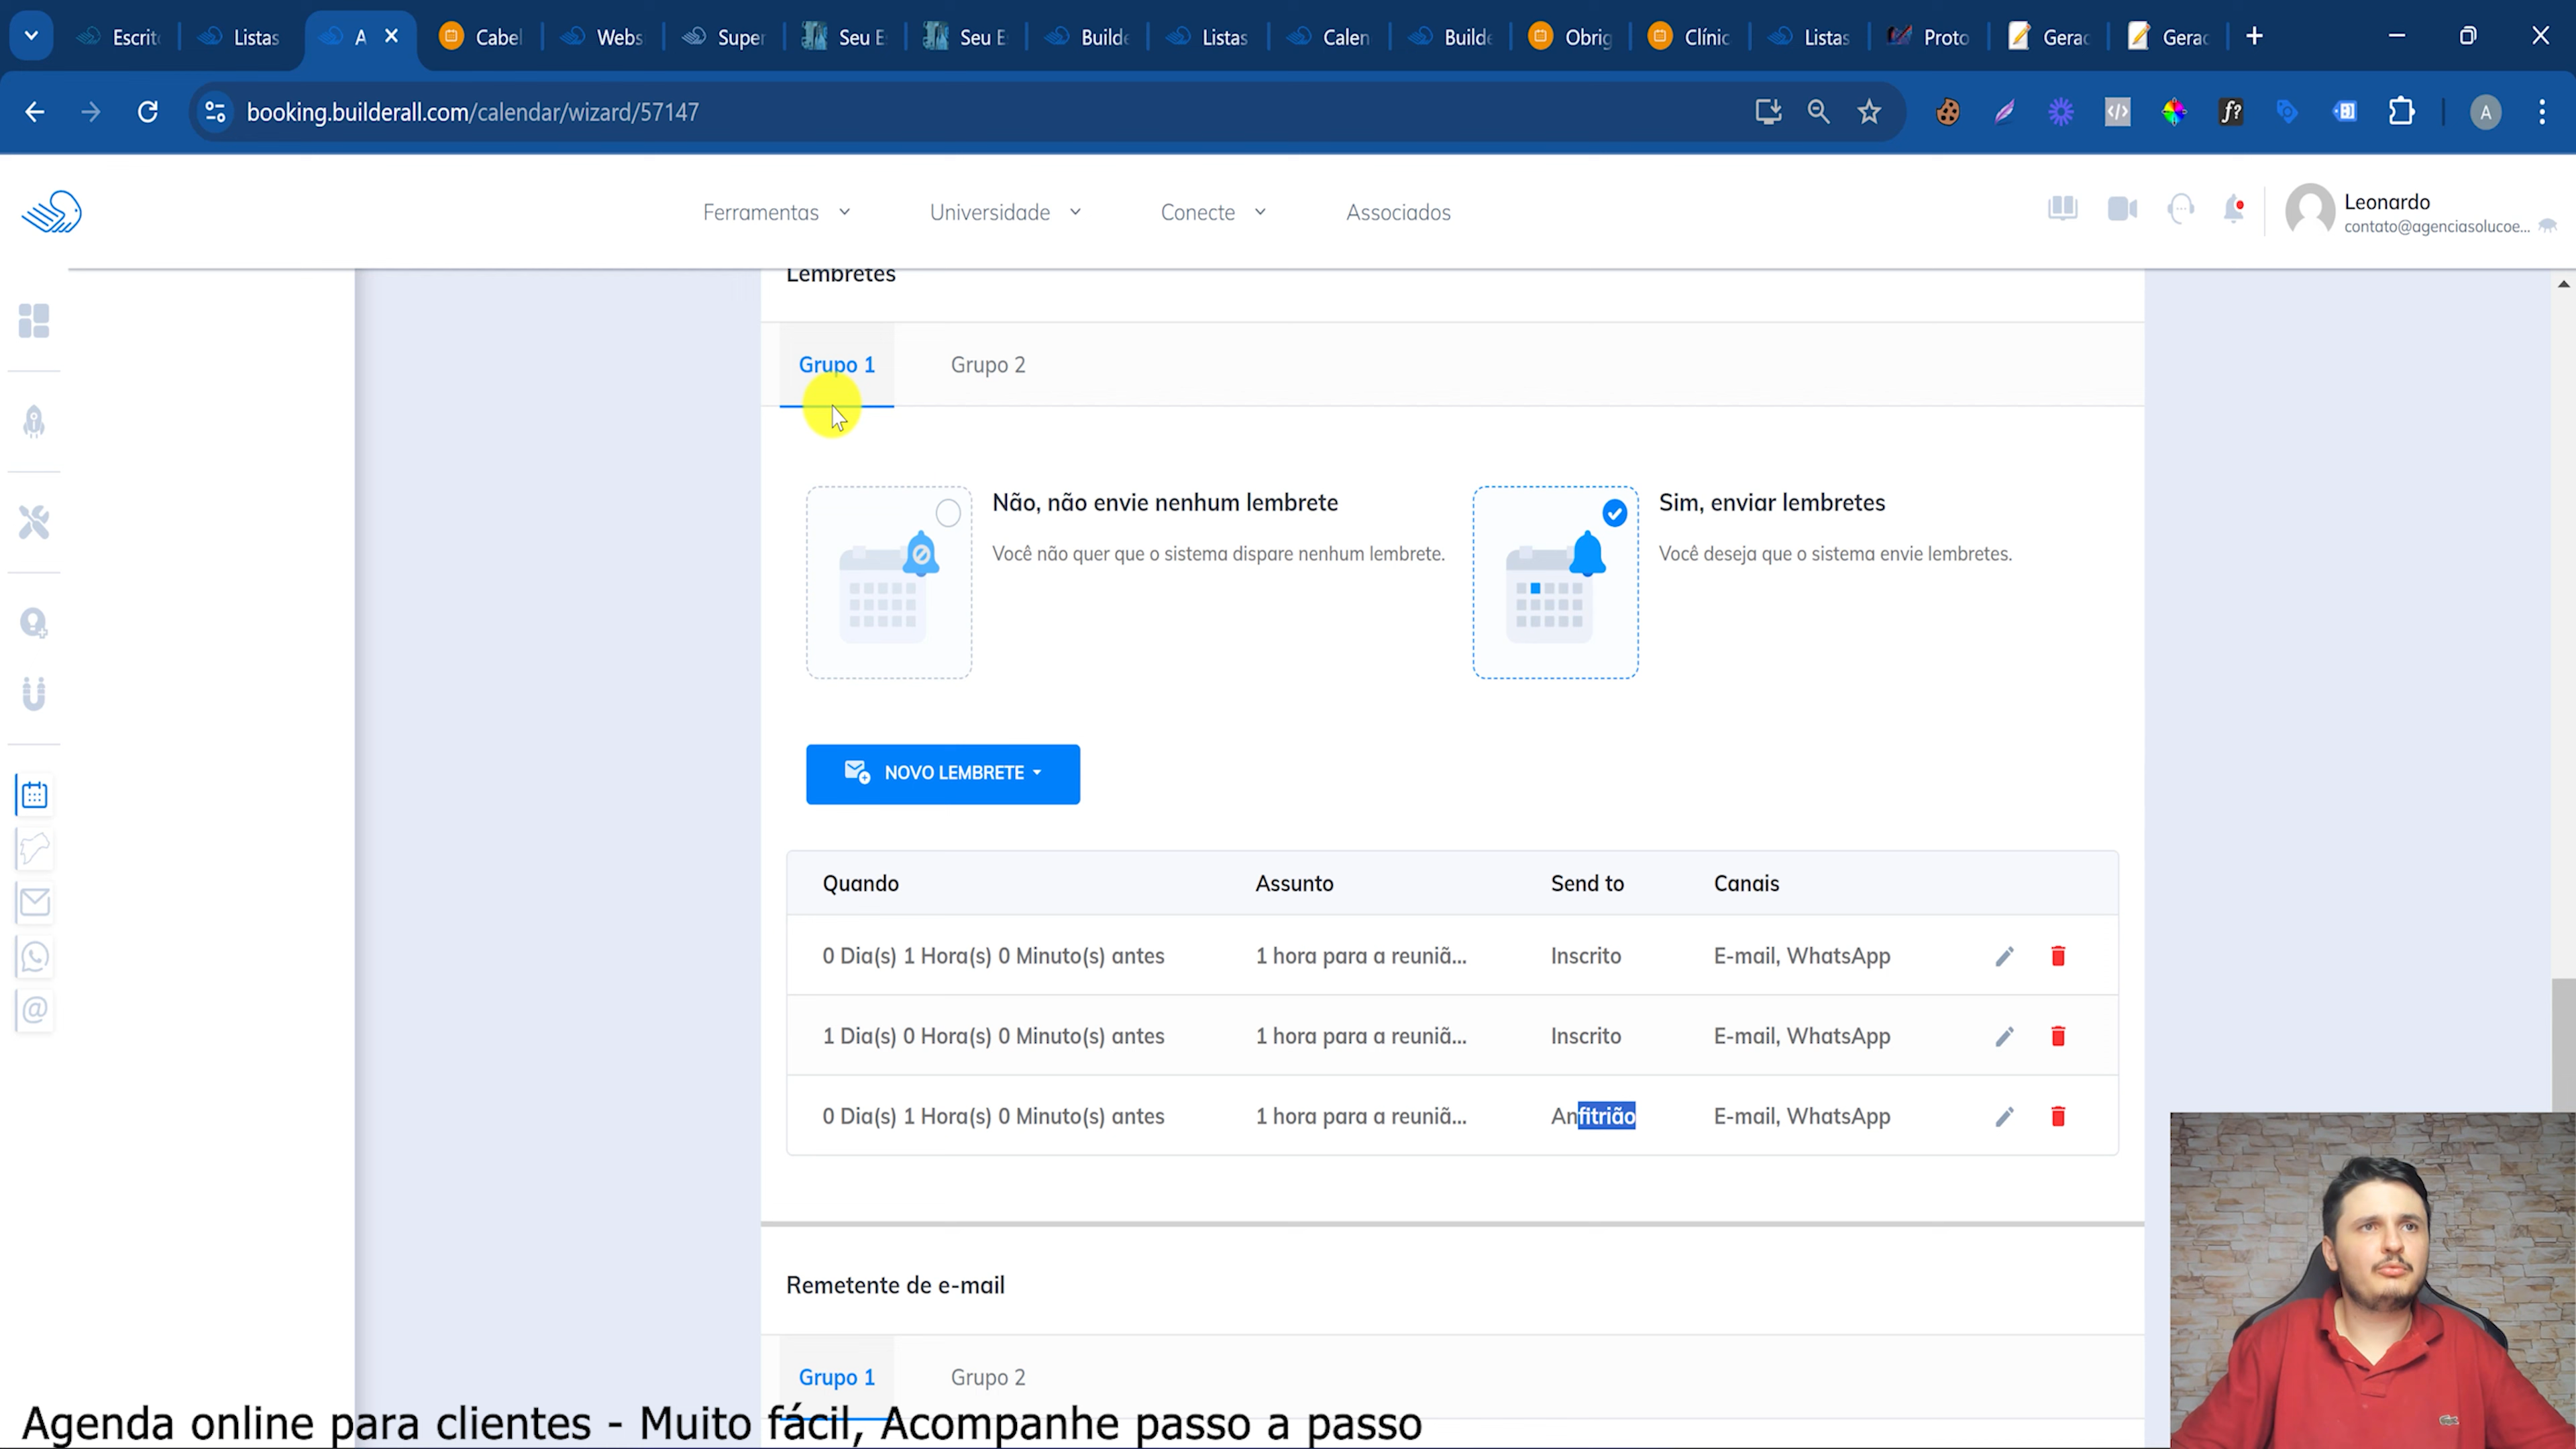 Escrito
Listas
A
Cabel
Webs
Super
Seu E
Seu E
Builde
Listas
Calen
Builde
Obrig
Clínic
Listas
Proto
Gerac
Gerac
booking.builderall.com/calendar/wizard/57147
A
Ferramentas
Universidade
Conecte
Associados
Leonardo
contato@agenciasolucoe...
Lembretes
Grupo 1
Grupo 2
Não, não envie nenhum lembrete
Você não quer que o sistema dispare nenhum lembrete.
Sim, enviar lembretes
Você deseja que o sistema envie lembretes.
NOVO LEMBRETE
Quando Assunto Send to Canais
0 Dia(s) 1 Hora(s) 0 Minuto(s) antes 1 hora para a reuniã... Inscrito E-mail, WhatsApp
1 Dia(s) 0 Hora(s) 0 Minuto(s) antes 1 hora para a reuniã... Inscrito E-mail, WhatsApp
0 Dia(s) 1 Hora(s) 0 Minuto(s) antes 1 hora para a reuniã... Anfitrião E-mail, WhatsApp
Remetente de e-mail
Grupo 1
Grupo 2
Agenda online para clientes - Muito fácil, Acompanhe passo a passo